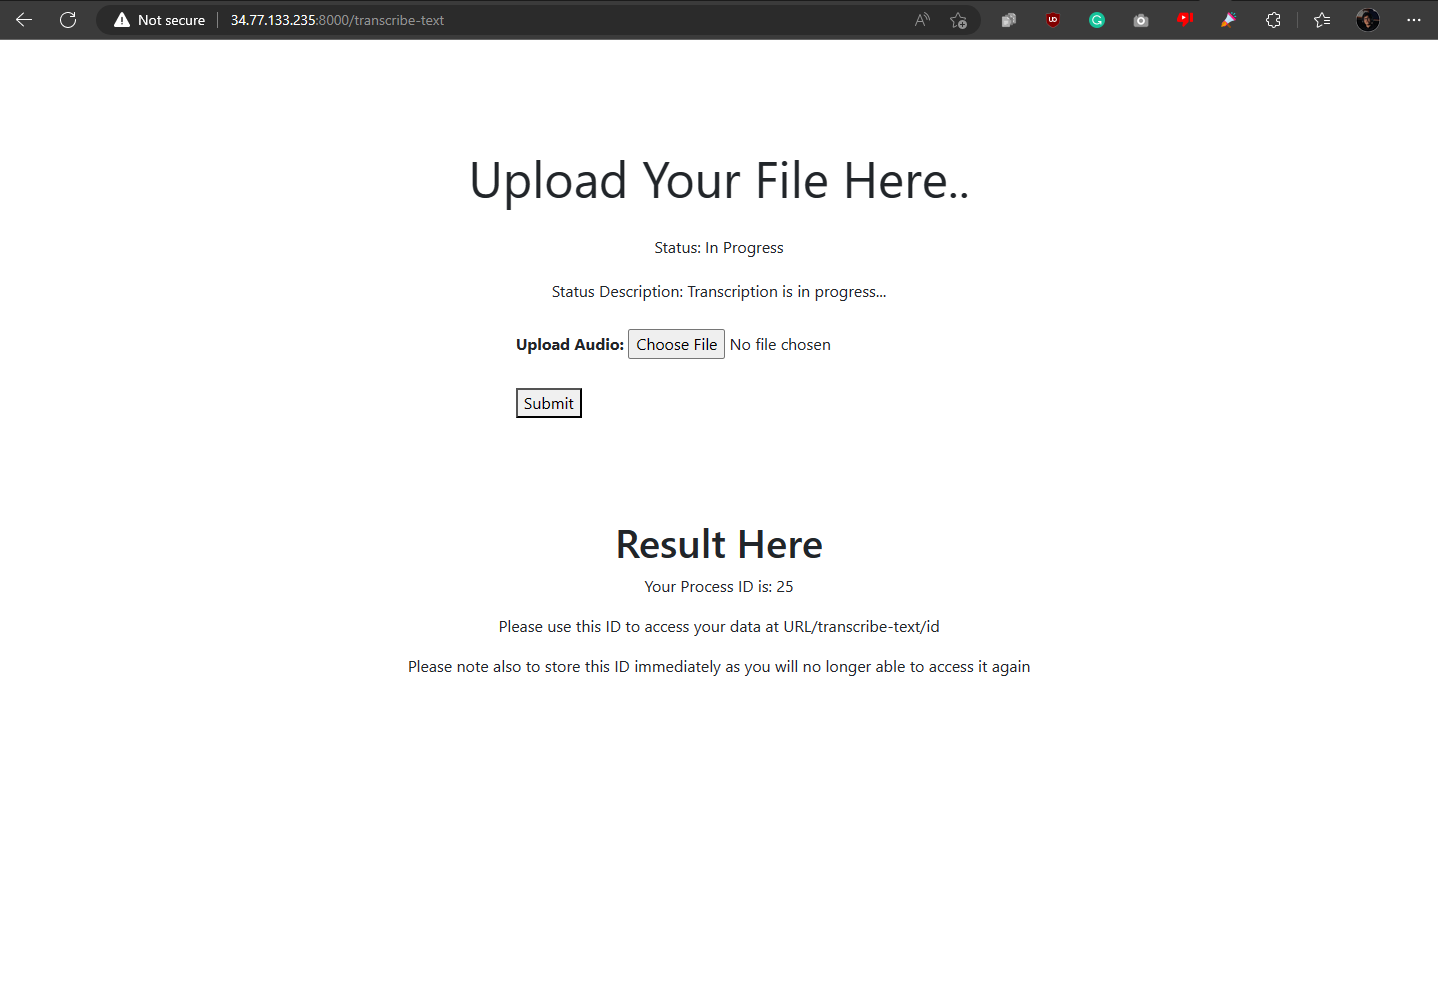 Not secure 34.77.133.235:8000/transcribe-text
Upload Your File Here..
Status: In Progress
Status Description: Transcription is in progress...
Upload Audio: Choose File No file chosen
Submit
Result Here
Your Process ID is: 25
Please use this ID to access your data at URL/transcribe-text/id
Please note also to store this ID immediately as you will no longer able to access it again